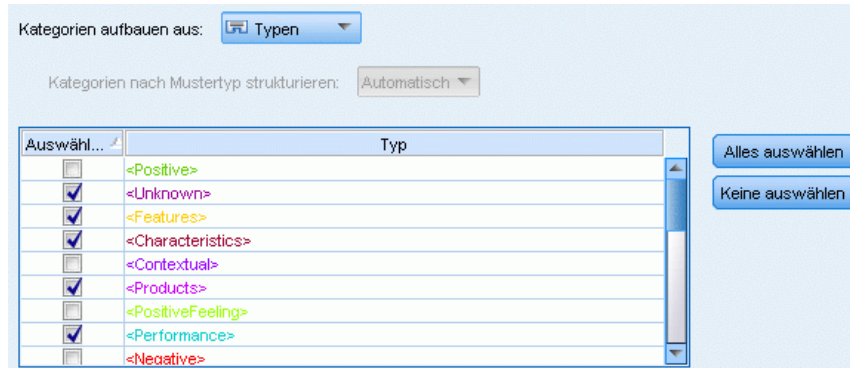 Kategorien aufbauen aus: Typen
Kategorien nach Mustertyp strukturieren: Automatisch
Auswähl... Typ
Alles auswählen
<Positive>
<Unknown>
Keine auswählen
<Features>
<Characteristics>
<Contextual>
<Products>
<PositiveFeeling>
<Performance>
<Negative>